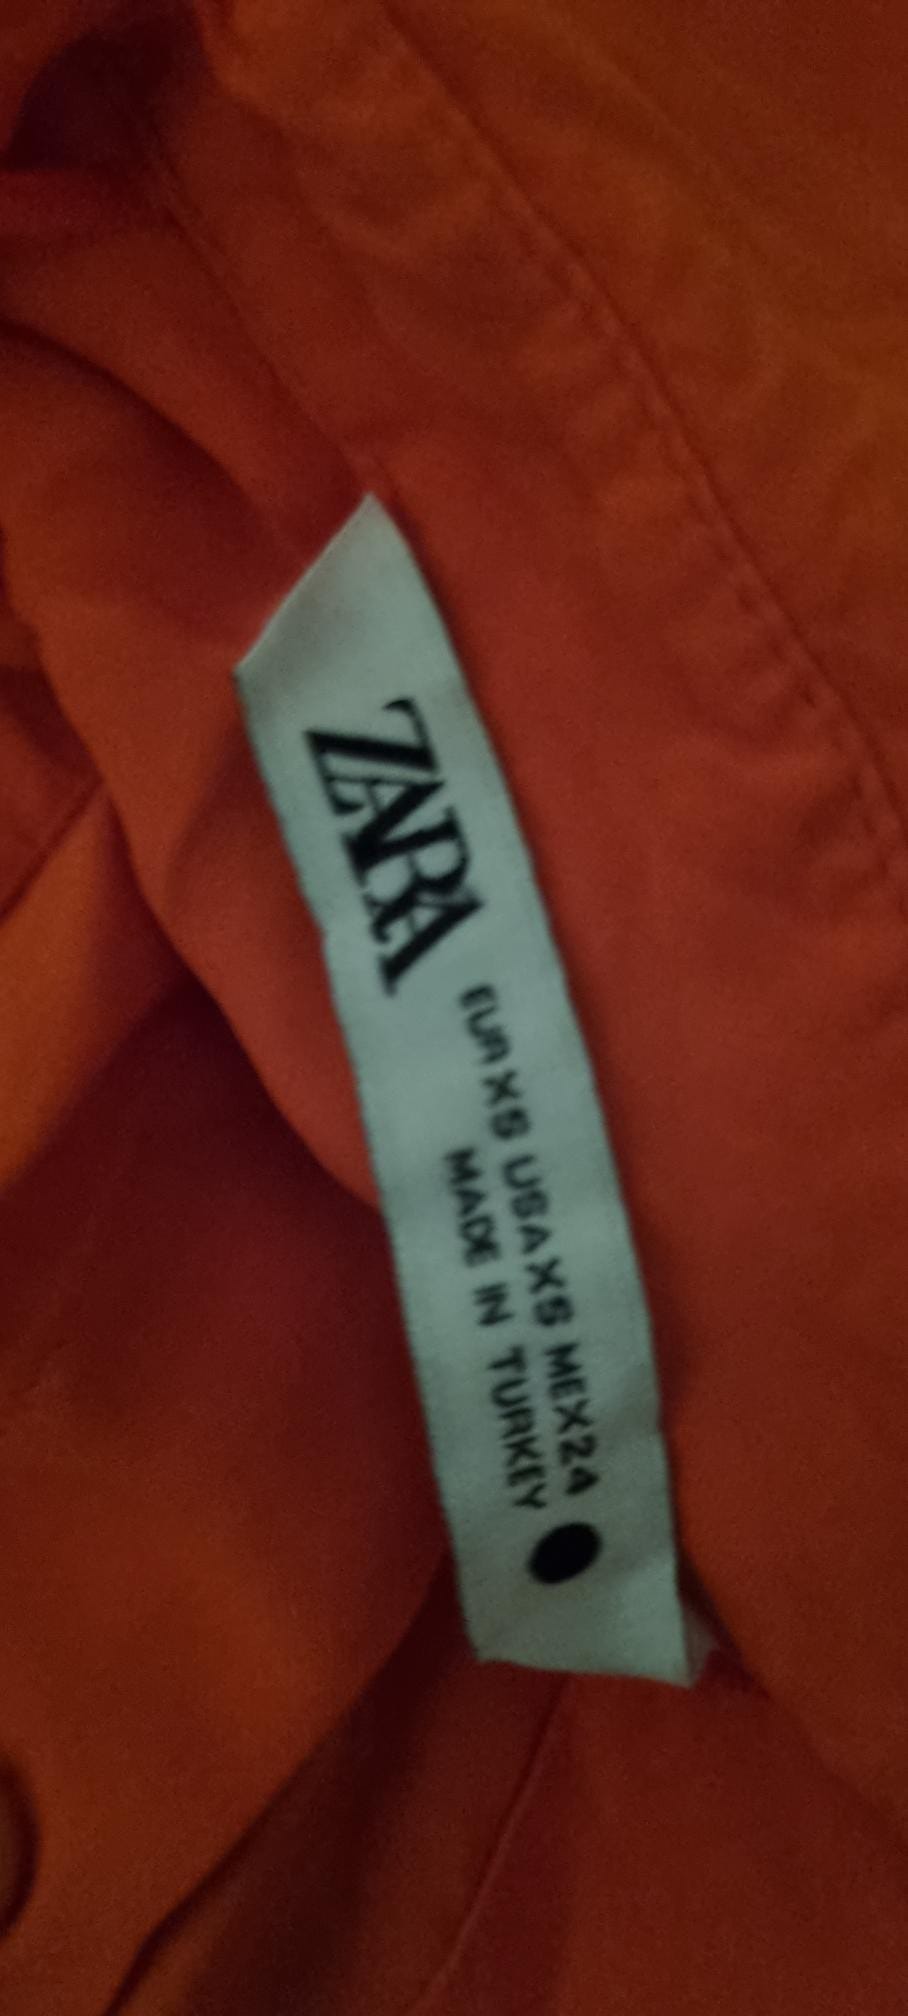 ZARA
EUR XS USA XS MEX 24
MADE IN TURKEY